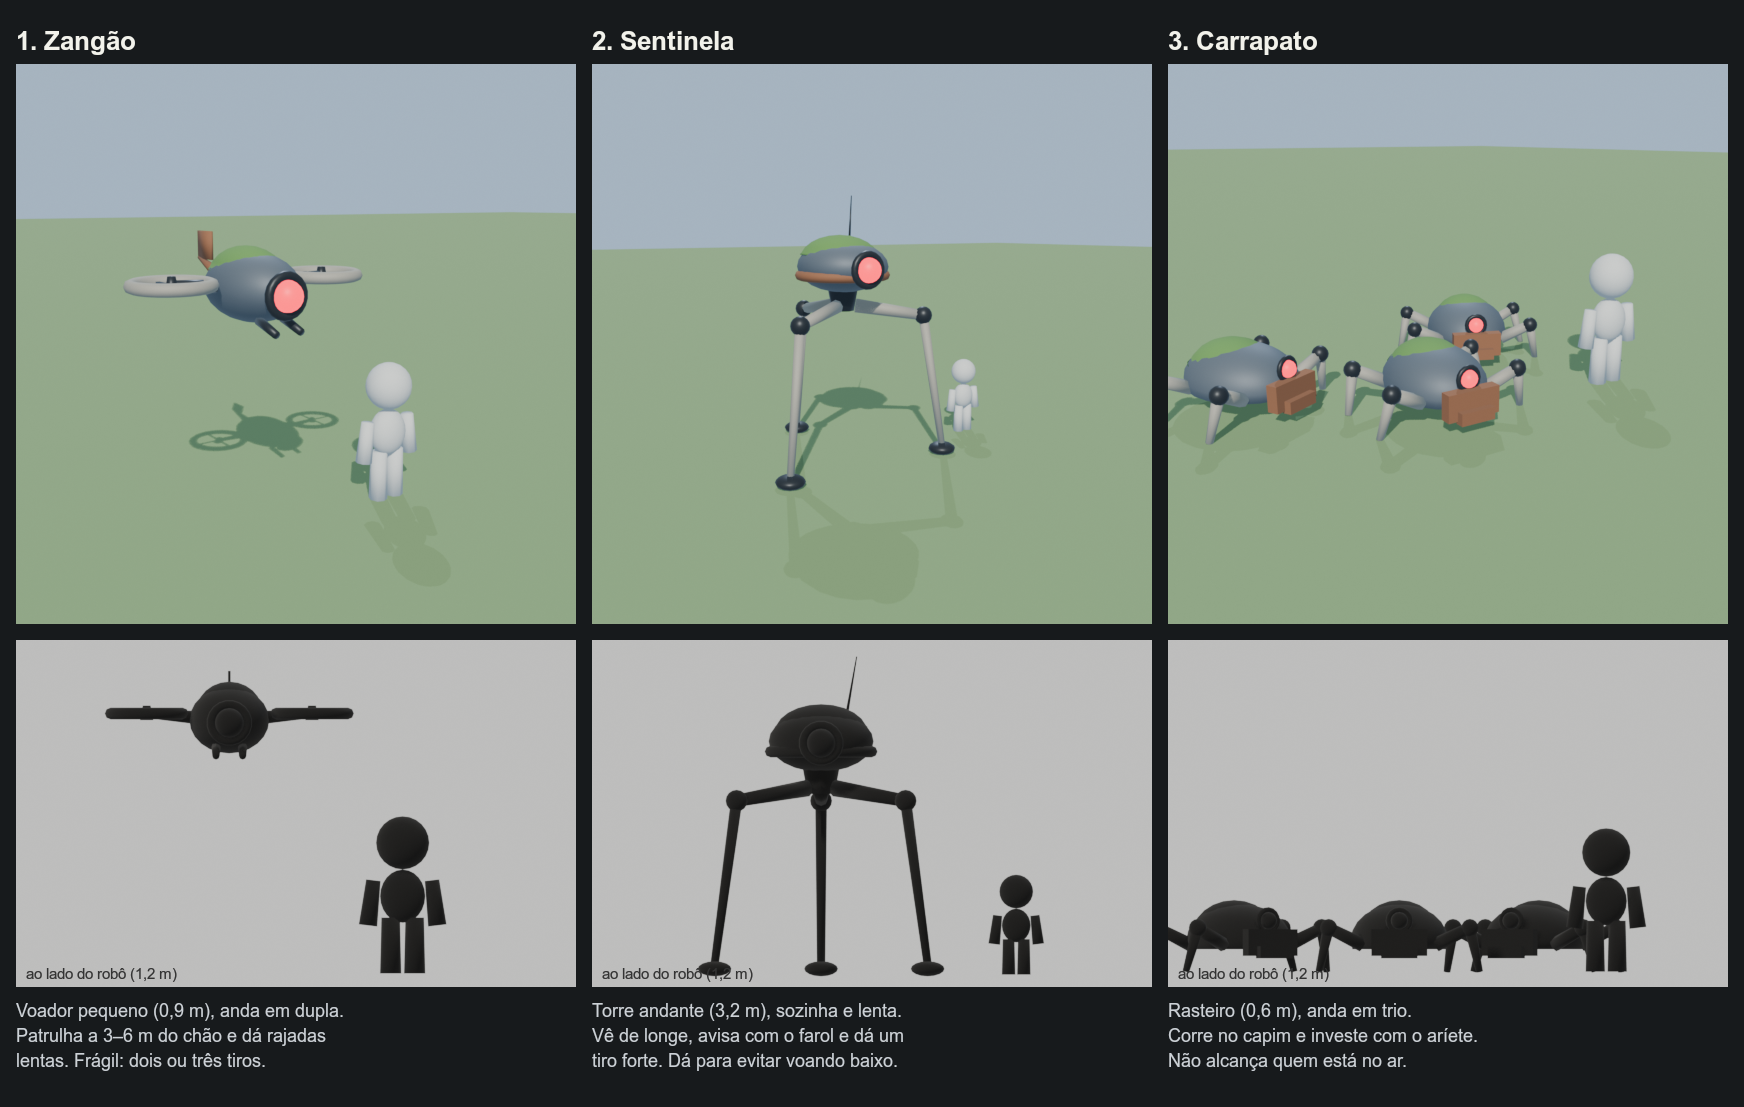 1. Zangão
2. Sentinela
3. Carrapato
ao lado do robô (1,2 m)
ao lado do robô (1,2 m)
ao lado do robô (1,2 m)
Voador pequeno (0,9 m), anda em dupla.
Patrulha a 3–6 m do chão e dá rajadas
lentas. Frágil: dois ou três tiros.
Torre andante (3,2 m), sozinha e lenta.
Vê de longe, avisa com o farol e dá um
tiro forte. Dá para evitar voando baixo.
Rasteiro (0,6 m), anda em trio.
Corre no capim e investe com o aríete.
Não alcança quem está no ar.